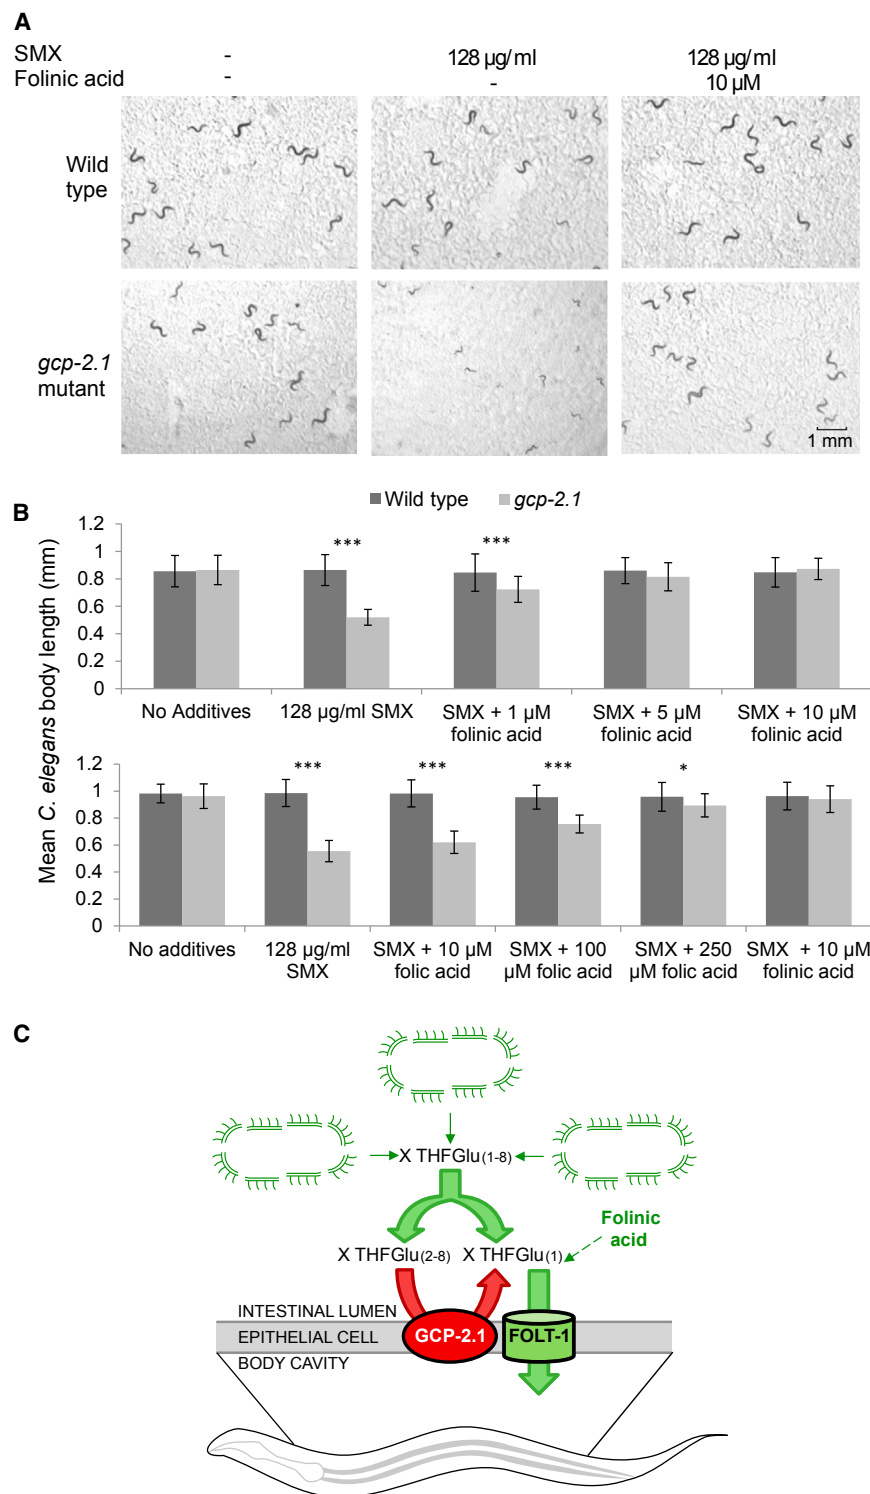 A
SMX - 128 µg/ml 128 µg/ml
Folinic acid - - 10 µM
Wild
type
gcp-2.1
mutant
1 mm
B
Wild type gcp-2.1
Mean C. elegans body length (mm)
1.2
1
0.8
0.6
0.4
0.2
0
*** ***
No Additives 128 µg/ml SMX SMX + 1 µM SMX + 5 µM SMX + 10 µM
folinic acid folinic acid folinic acid
1.2
1
0.8
0.6
0.4
0.2
0
*** *** *** *
No additives 128 µg/ml SMX + 10 µM SMX + 100 SMX + 250 SMX + 10 µM
SMX folic acid µM folic acid µM folic acid folinic acid
C
X THFGlu(1-8)
Folinic
acid
X THFGlu(2-8) X THFGlu(1)
INTESTINAL LUMEN
EPITHELIAL CELL GCP-2.1 FOLT-1
BODY CAVITY